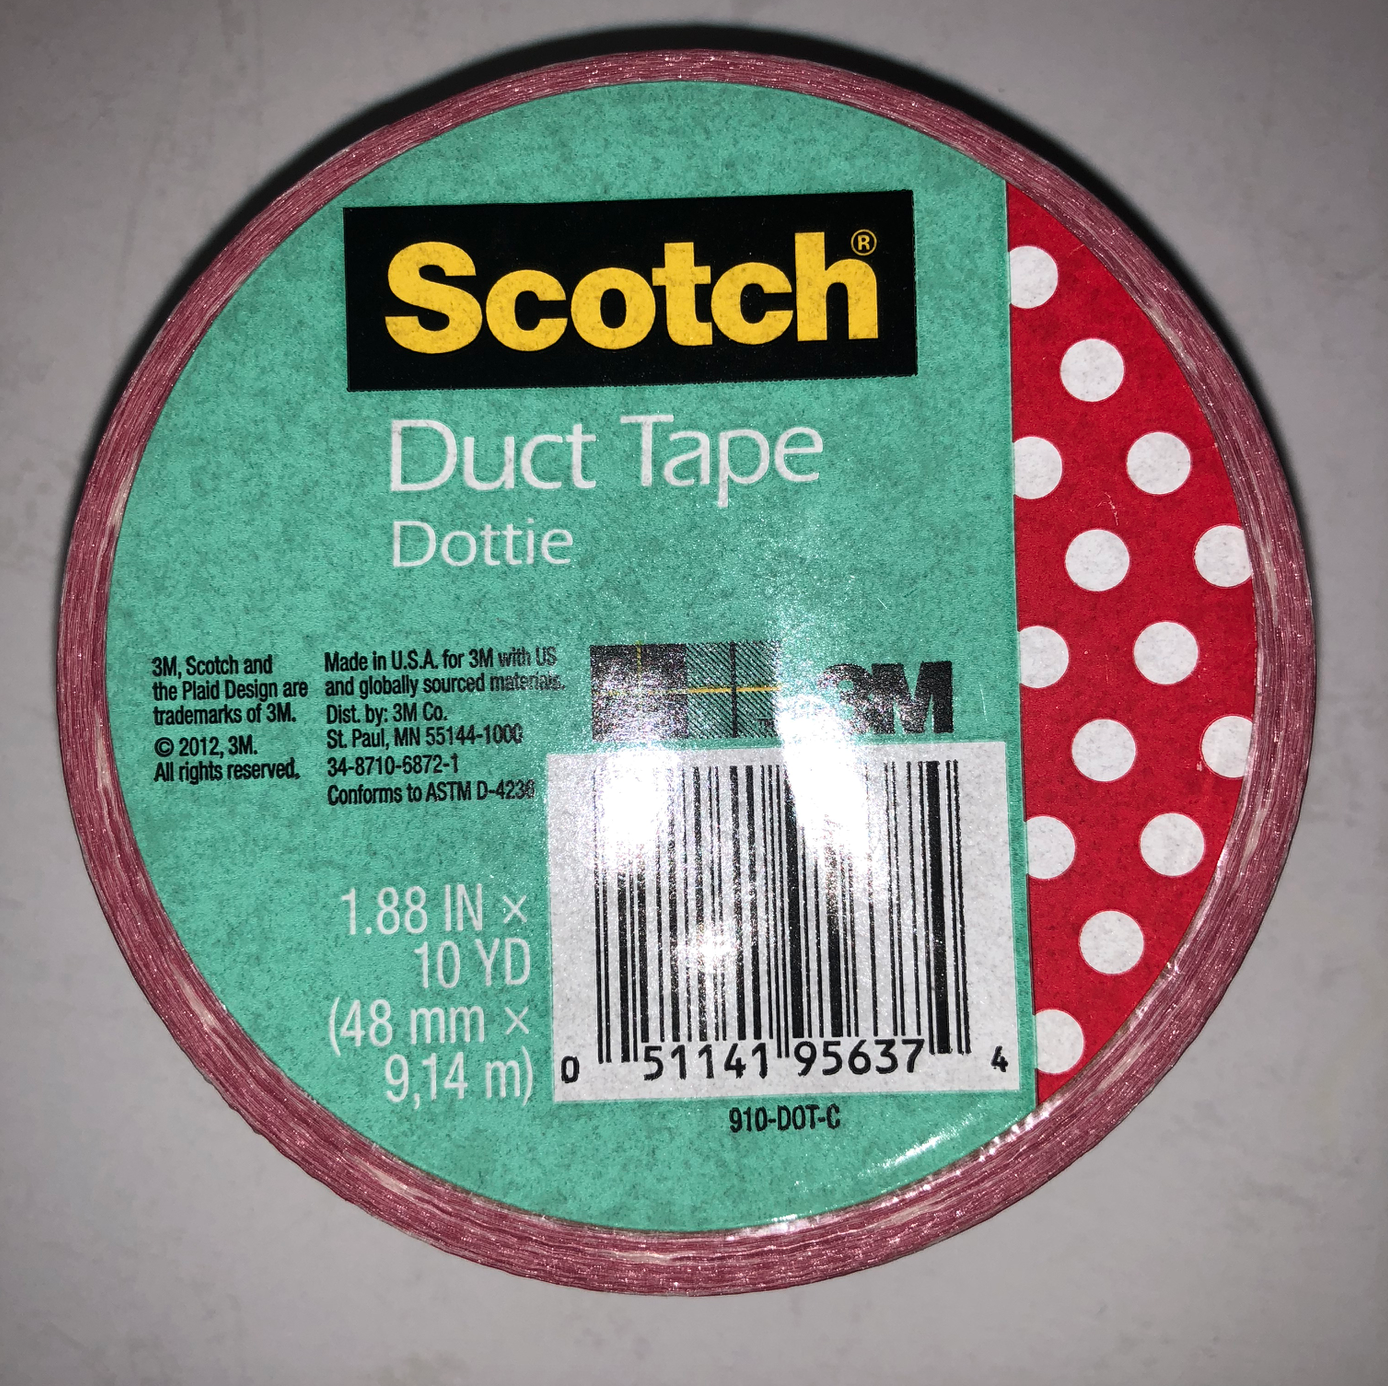 Scotch®
Duct Tape
Dottie
3M, Scotch and
the Plaid Design are
trademarks of 3M.
© 2012, 3M.
All rights reserved.
Made in U.S.A. for 3M with US
and globally sourced materials.
Dist. by: 3M Co.
St. Paul, MN 55144-1000
34-8710-6872-1
Conforms to ASTM D-4236
3M
1.88 IN ×
10 YD
(48 mm ×
9,14 m)
0 51141 95637 4
910-DOT-C